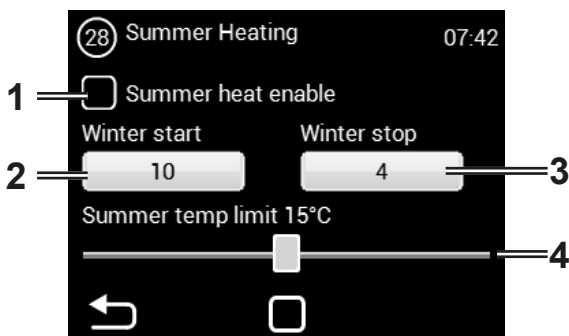 28 Summer Heating 07:42
1 Summer heat enable
Winter start Winter stop
2 10 4 3
Summer temp limit 15°C
4